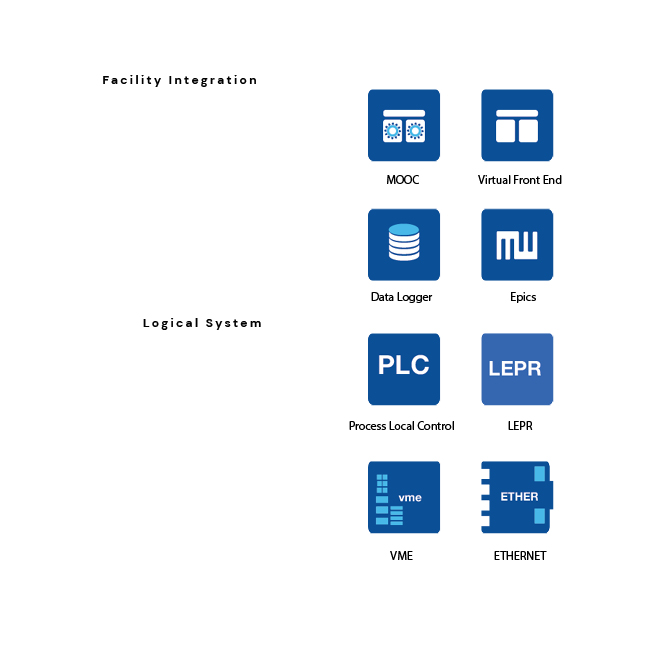 Facility Integration
MOOC
Virtual Front End
Data Logger
Epics
Logical System
PLC
LEPR
Process Local Control
LEPR
vme
ETHER
VME
ETHERNET